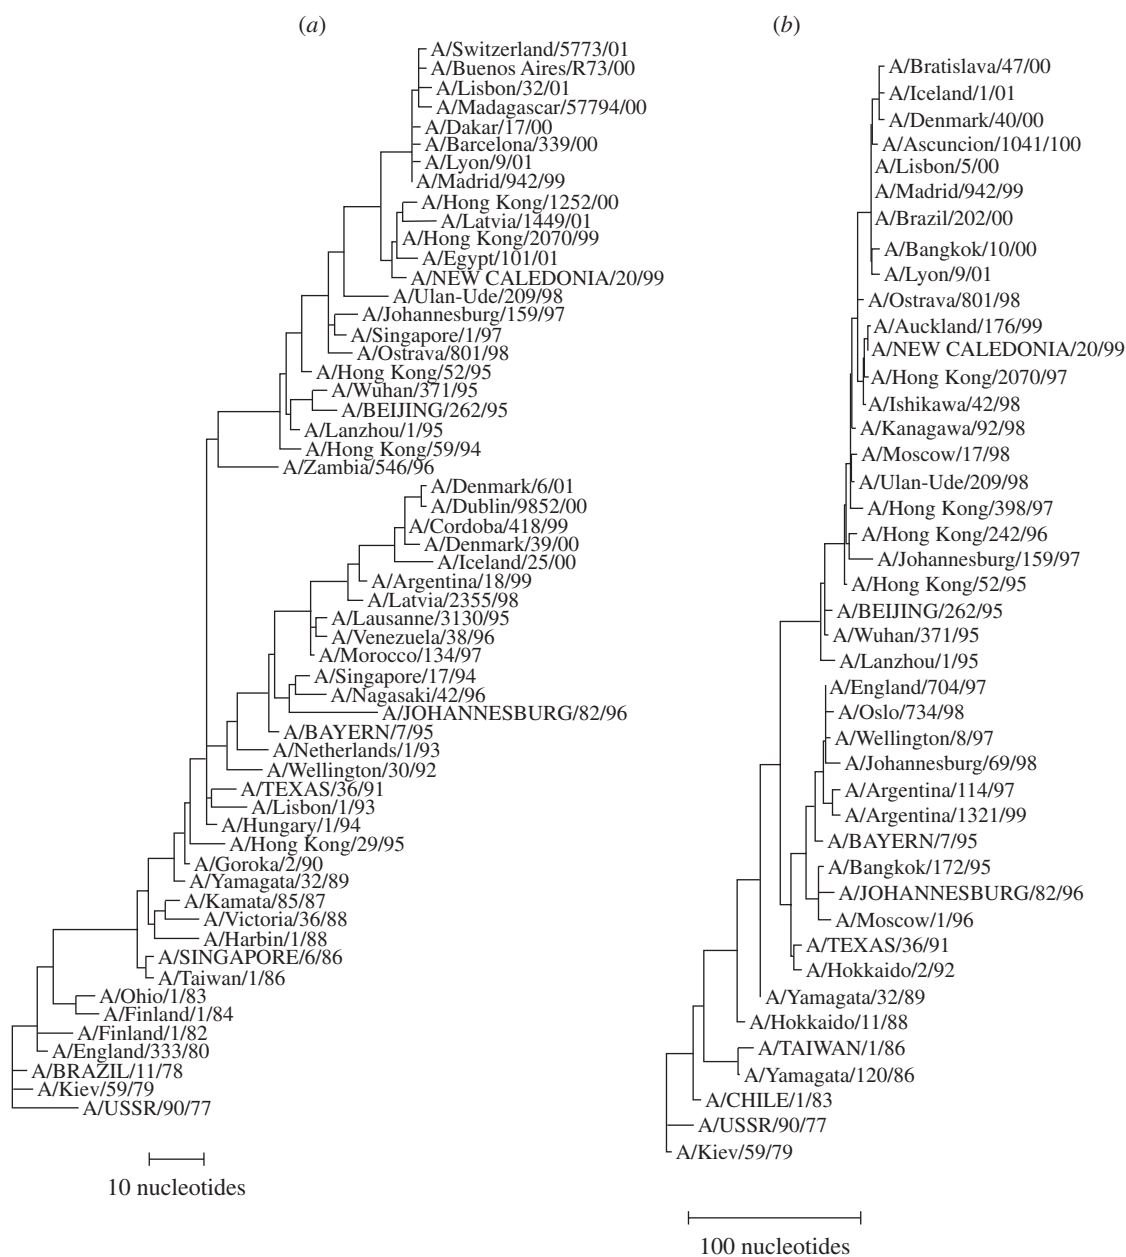 (a)
A/Switzerland/5773/01
A/Buenos Aires/R73/00
A/Lisbon/32/01
A/Madagascar/57794/00
A/Dakar/17/00
A/Barcelona/339/00
A/Lyon/9/01
A/Madrid/942/99
A/Hong Kong/1252/00
A/Latvia/1449/01
A/Hong Kong/2070/99
A/Egypt/101/01
A/NEW CALEDONIA/20/99
A/Ulan-Ude/209/98
A/Johannesburg/159/97
A/Singapore/1/97
A/Ostrava/801/98
A/Hong Kong/52/95
A/Wuhan/371/95
A/BEIJING/262/95
A/Lanzhou/1/95
A/Hong Kong/59/94
A/Zambia/546/96
A/Denmark/6/01
A/Dublin/9852/00
A/Cordoba/418/99
A/Denmark/39/00
A/Iceland/25/00
A/Argentina/18/99
A/Latvia/2355/98
A/Lausanne/3130/95
A/Venezuela/38/96
A/Morocco/134/97
A/Singapore/17/94
A/Nagasaki/42/96
A/JOHANNESBURG/82/96
A/BAYERN/7/95
A/Netherlands/1/93
A/Wellington/30/92
A/TEXAS/36/91
A/Lisbon/1/93
A/Hungary/1/94
A/Hong Kong/29/95
A/Goroka/2/90
A/Yamagata/32/89
A/Kamata/85/87
A/Victoria/36/88
A/Harbin/1/88
A/SINGAPORE/6/86
A/Taiwan/1/86
A/Ohio/1/83
A/Finland/1/84
A/Finland/1/82
A/England/333/80
A/BRAZIL/11/78
A/Kiev/59/79
A/USSR/90/77
10 nucleotides
(b)
A/Bratislava/47/00
A/Iceland/1/01
A/Denmark/40/00
A/Ascuncion/1041/100
A/Lisbon/5/00
A/Madrid/942/99
A/Brazil/202/00
A/Bangkok/10/00
A/Lyon/9/01
A/Ostrava/801/98
A/Auckland/176/99
A/NEW CALEDONIA/20/99
A/Hong Kong/2070/97
A/Ishikawa/42/98
A/Kanagawa/92/98
A/Moscow/17/98
A/Ulan-Ude/209/98
A/Hong Kong/398/97
A/Hong Kong/242/96
A/Johannesburg/159/97
A/Hong Kong/52/95
A/BEIJING/262/95
A/Wuhan/371/95
A/Lanzhou/1/95
A/England/704/97
A/Oslo/734/98
A/Wellington/8/97
A/Johannesburg/69/98
A/Argentina/114/97
A/Argentina/1321/99
A/BAYERN/7/95
A/Bangkok/172/95
A/JOHANNESBURG/82/96
A/Moscow/1/96
A/TEXAS/36/91
A/Hokkaido/2/92
A/Yamagata/32/89
A/Hokkaido/11/88
A/TAIWAN/1/86
A/Yamagata/120/86
A/CHILE/1/83
A/USSR/90/77
A/Kiev/59/79
100 nucleotides